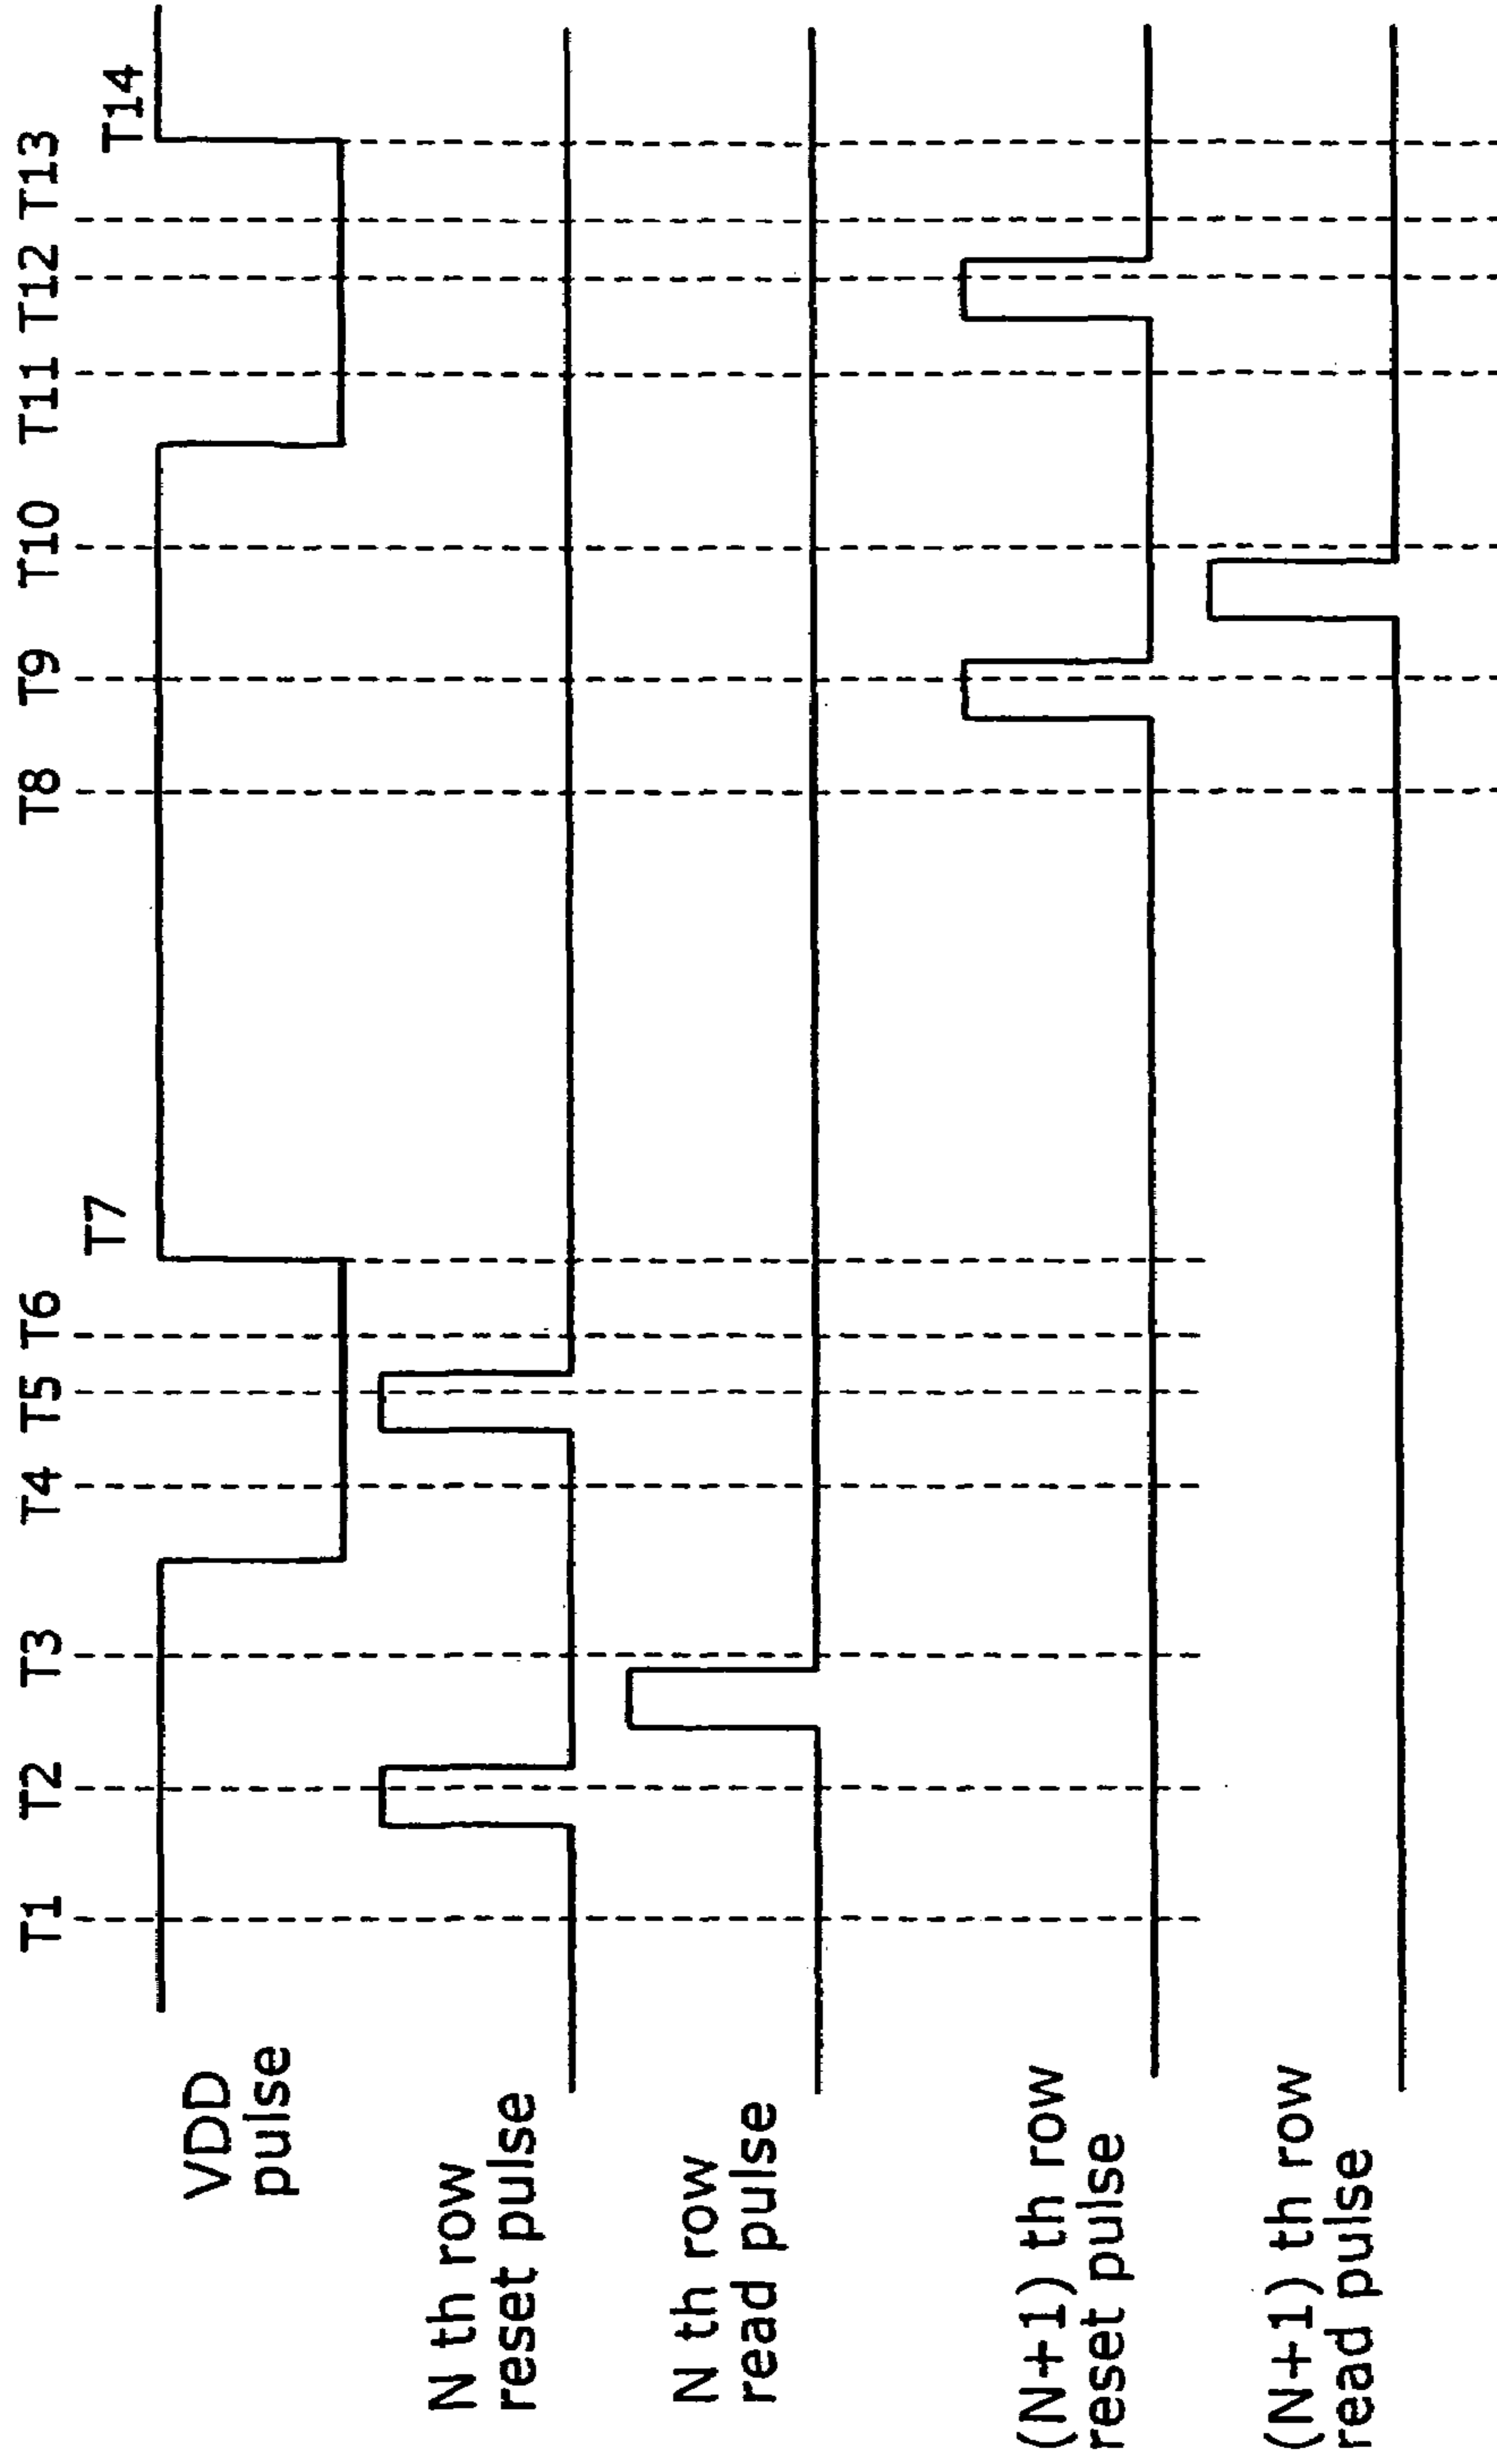 T1 T2 T3 T4 T5 T6 T7 T8 T9 T10 T11 T12 T13 T14
VDD
pulse
N th row
reset pulse
N th row
read pulse
(N+1) th row
reset pulse
(N+1) th row
read pulse